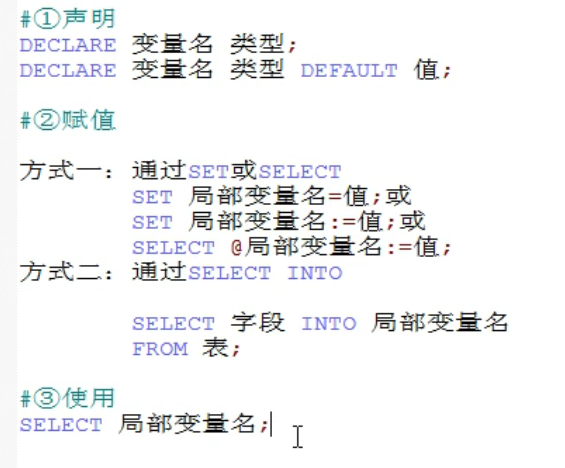 #①声明
DECLARE 变量名 类型;
DECLARE 变量名 类型 DEFAULT 值;
#②赋值
方式一：通过SET或SELECT
SET 局部变量名=值;或
SET 局部变量名:=值;或
SELECT @局部变量名:=值;
方式二：通过SELECT INTO
SELECT 字段 INTO 局部变量名
FROM 表;
#③使用
SELECT 局部变量名;